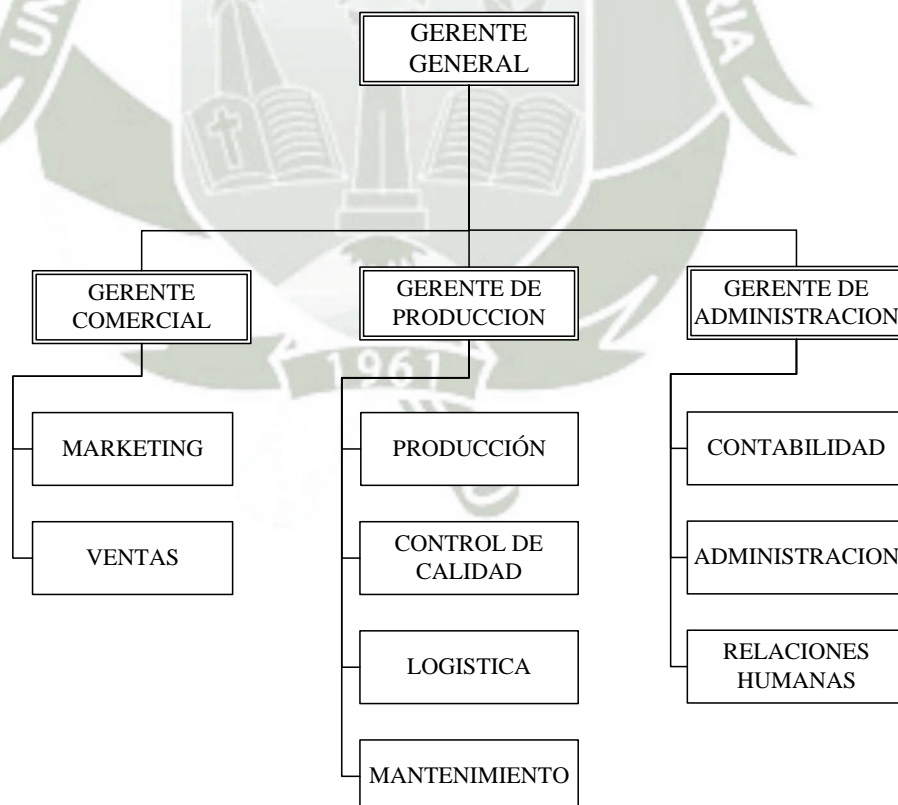 GERENTE
GENERAL
GERENTE
COMERCIAL
GERENTE DE
PRODUCCION
GERENTE DE
ADMINISTRACION
1961
MARKETING
PRODUCCIÓN
CONTABILIDAD
VENTAS
CONTROL DE
CALIDAD
ADMINISTRACION
LOGISTICA
RELACIONES
HUMANAS
MANTENIMIENTO